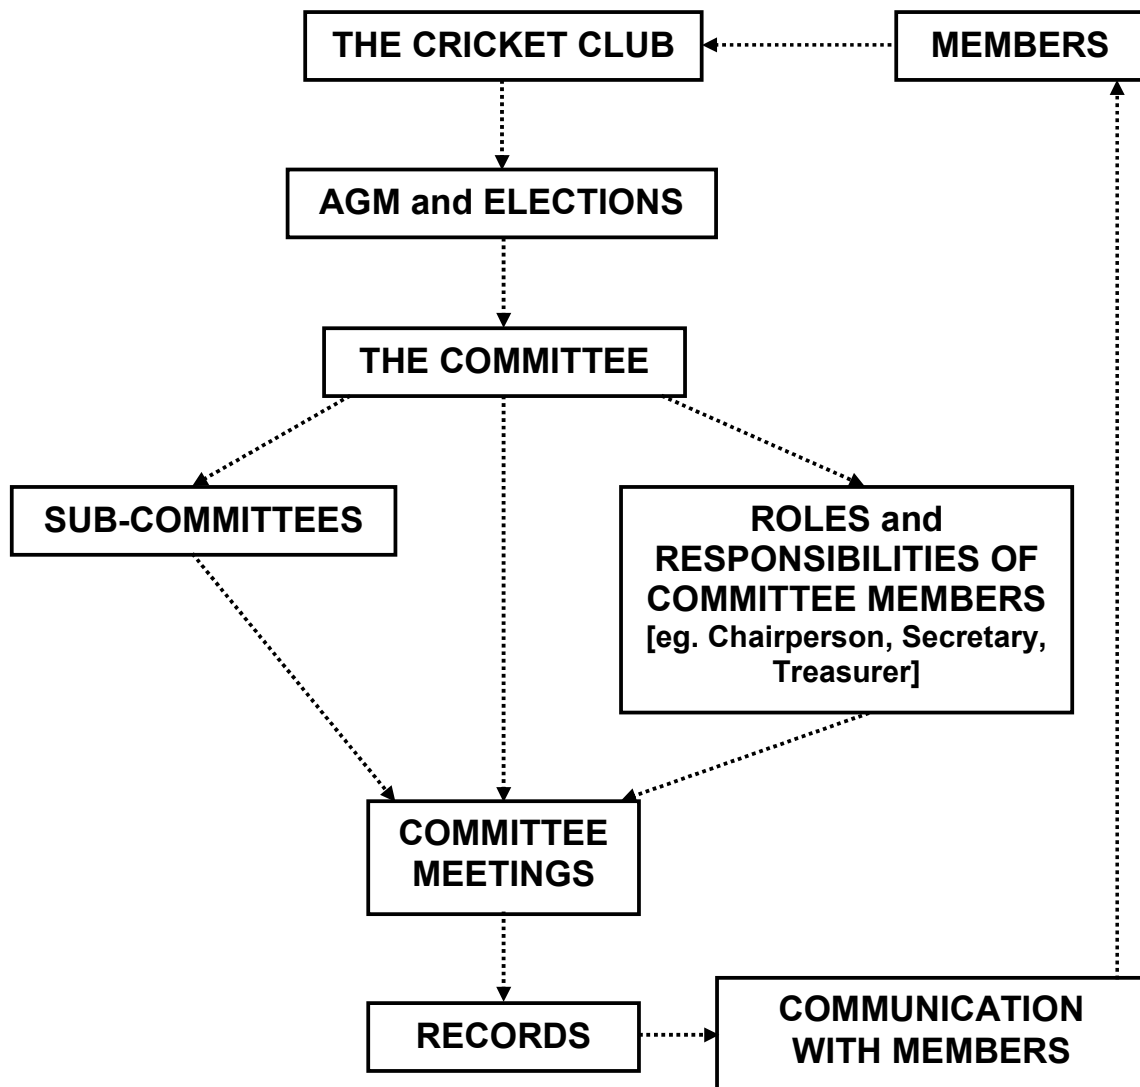 THE CRICKET CLUB
MEMBERS
AGM and ELECTIONS
THE COMMITTEE
SUB-COMMITTEES
ROLES and
RESPONSIBILITIES OF
COMMITTEE MEMBERS
[eg. Chairperson, Secretary,
Treasurer]
COMMITTEE
MEETINGS
RECORDS
COMMUNICATION
WITH MEMBERS